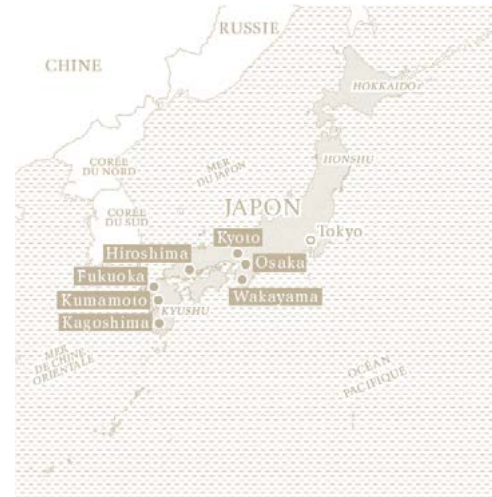 RUSSIE
CHINE
HOKKAIDO
CORÉE
DU NORD
MER
DU JAPON
HONSHU
CORÉE
DU SUD
JAPON
Tokyo
Kyoto
Hiroshima
Osaka
Fukuoka
Wakayama
Kumamoto
KYUSHU
Kagoshima
MER
DE CHINE
ORIENTALE
OCÉAN
PACIFIQUE